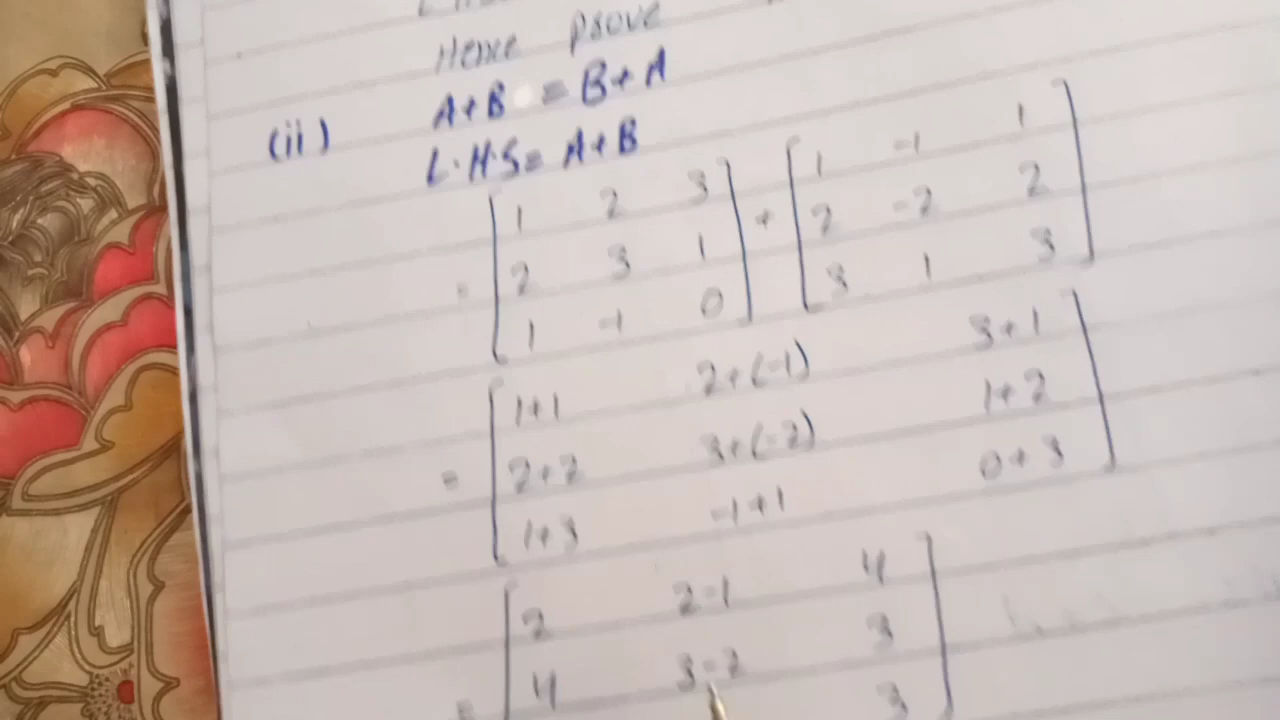 Hence prove
(ii) A+B = B+A
L.H.S = A+B
= [ 1 2 3 ] + [ 1 -1 1 ]
[ 2 3 1 ] [ 2 -2 2 ]
[ 1 -1 0 ] [ 3 1 3 ]
= [ 1+1 2+(-1) 3+1 ]
[ 2+2 3+(-2) 1+2 ]
[ 1+3 -1+1 0+3 ]
= [ 2 2-1 4 ]
[ 4 3-2 3 ]
3